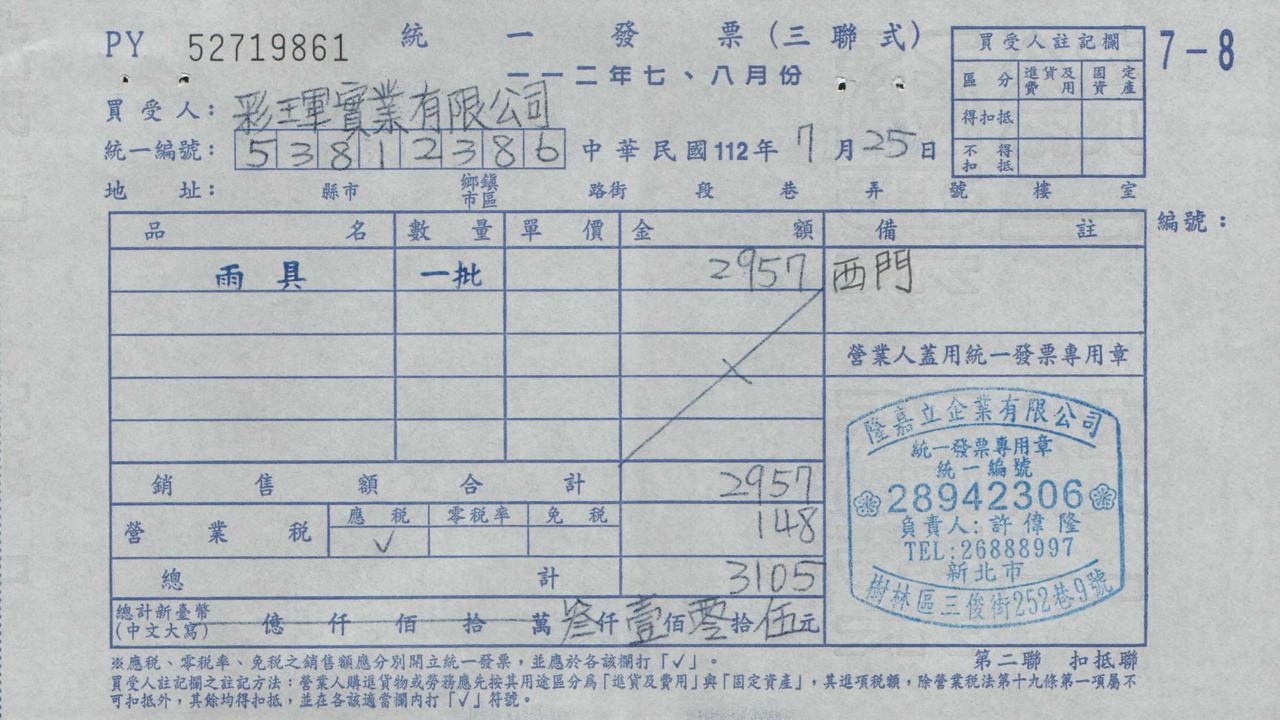 PY 52719861 統一發票(三聯式) 7-8
一一二年七、八月份
買受人註記欄
區分 進貨及費用 固定資產
得扣抵
不得扣抵
買受人: 彩琿實業有限公司
統一編號: 53812386 中華民國112年7月25日
地址: 縣市 鄉鎮市區 路街 段 巷 弄 號 樓 室
品名 數量 單價 金額 備註 編號:
雨具 一批 2957 西門
營業人蓋用統一發票專用章
銷售額合計 2957
營業稅 應稅 ✓ 零稅率 免稅 148
總計 3105
總計新臺幣(中文大寫) 億仟佰拾萬叁仟壹佰零拾伍元
隆嘉立企業有限公司
統一發票專用章
統一編號
28942306
負責人:許偉隆
TEL:26888997
新北市
樹林區三俊街252巷9號
第二聯 扣抵聯
※應稅、零稅率、免稅之銷售額應分別開立統一發票,並應於各該欄打「✓」。
買受人註記欄之註記方法:營業人購進貨物或勞務應先按其用途區分為「進貨及費用」與「固定資產」,其進項稅額,除營業稅法第十九條第一項屬不
可扣抵外,其餘均得扣抵,並在各該適當欄內打「✓」符號。